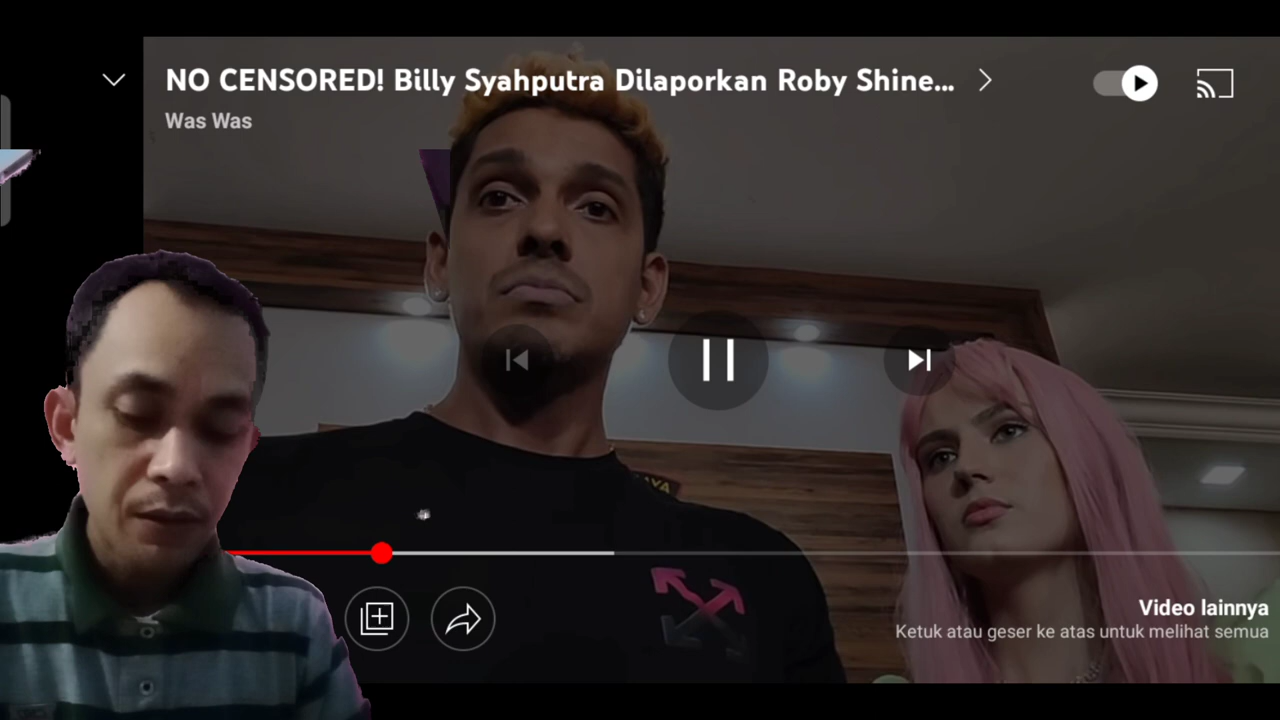 NO CENSORED! Billy Syahputra Dilaporkan Roby Shine...
Was Was
Video lainnya
Ketuk atau geser ke atas untuk melihat semua